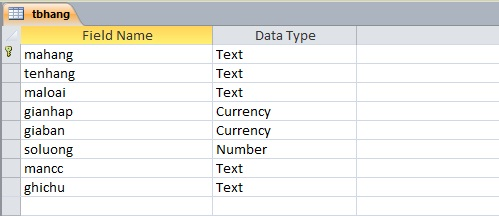 tbhang
Field Name Data Type
mahang Text
tenhang Text
maloai Text
gianhap Currency
giaban Currency
soluong Number
mancc Text
ghichu Text